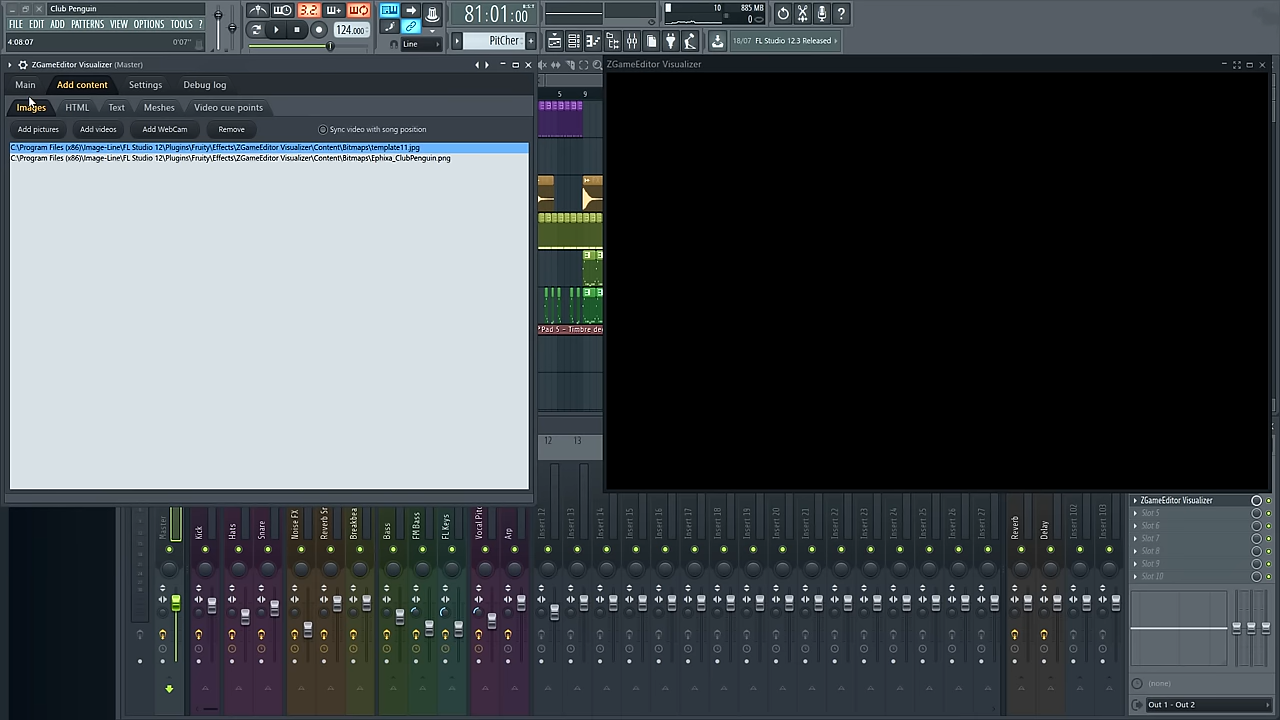 Club Penguin
FILE EDIT ADD PATTERNS VIEW OPTIONS TOOLS ?
4:08:07 0'07"
3.2
124.000
Line
81:01:00
PitCher
10 885 MB
0
18/07 FL Studio 12.3 Released
ZGameEditor Visualizer (Master)
Main Add content Settings Debug log
Images HTML Text Meshes Video cue points
Add pictures Add videos Add WebCam Remove Sync video with song position
C:\Program Files (x86)\Image-Line\FL Studio 12\Plugins\Fruity\Effects\ZGameEditor Visualizer\Content\Bitmaps\template11.jpg
C:\Program Files (x86)\Image-Line\FL Studio 12\Plugins\Fruity\Effects\ZGameEditor Visualizer\Content\Bitmaps\Ephixa_ClubPenguin.png
5 9
Pad 5 - Timbre de
12 13
ZGameEditor Visualizer
Master
Kick
Hats
Snare
Noise FX
Reverb Sn
Breakbea
Bass
FM Bass
FL Keys
Arp
Insert 12
Insert 13
Insert 14
Insert 15
Insert 16
Insert 17
Insert 18
Insert 19
Insert 20
Insert 21
Insert 22
Insert 23
Insert 24
Insert 25
Insert 26
Insert 27
Reverb
Delay
Insert 102
Insert 103
ZGameEditor Visualizer
Slot 5
Slot 6
Slot 7
Slot 8
Slot 9
Slot 10
(none)
Out 1 - Out 2